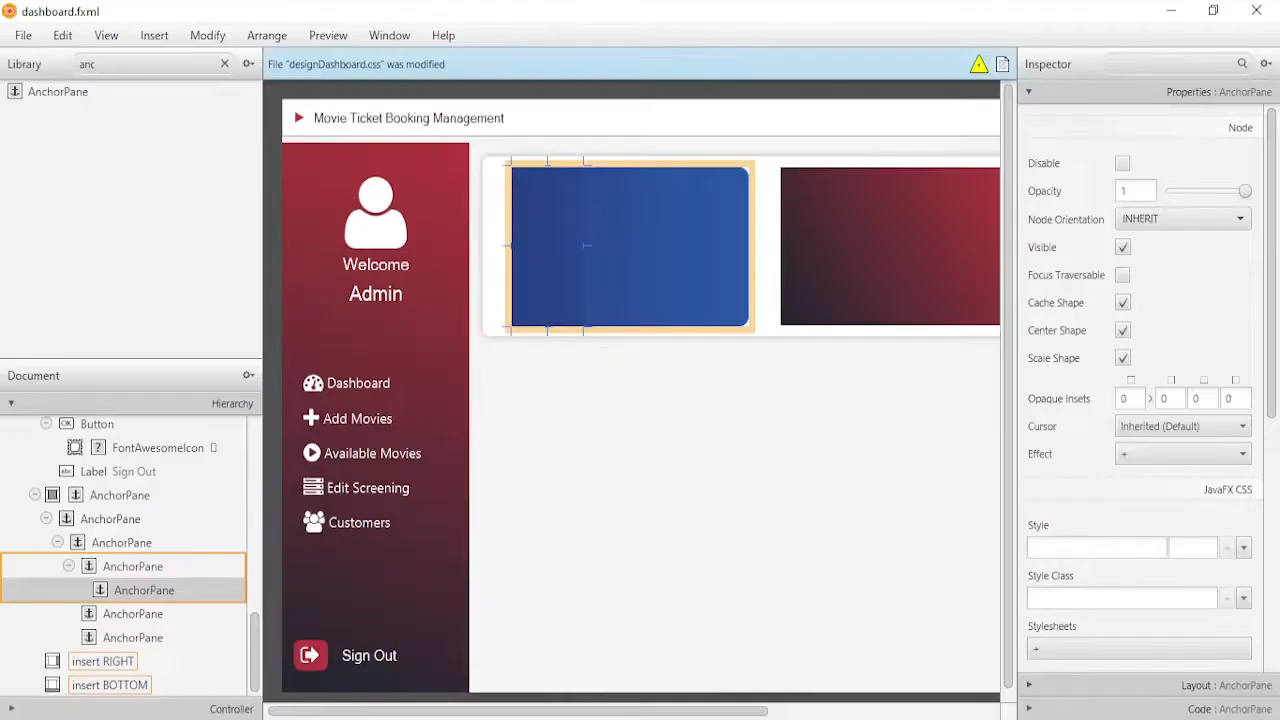 dashboard.fxml
File Edit View Insert Modify Arrange Preview Window Help
Library anc
AnchorPane
File "designDashboard.css" was modified
Movie Ticket Booking Management
Welcome
Admin
Dashboard
Add Movies
Available Movies
Edit Screening
Customers
Sign Out
Document
Hierarchy
OK Button
? FontAwesomeIcon
abc Label Sign Out
AnchorPane
AnchorPane
AnchorPane
AnchorPane
AnchorPane
AnchorPane
AnchorPane
insert RIGHT
insert BOTTOM
Controller
Inspector
Properties : AnchorPane
Node
Disable
Opacity 1
Node Orientation INHERIT
Visible
Focus Traversable
Cache Shape
Center Shape
Scale Shape
Opaque Insets 0 0 0 0
Cursor Inherited (Default)
Effect +
JavaFX CSS
Style
+
Style Class
+
Stylesheets
+
Layout : AnchorPane
Code : AnchorPane